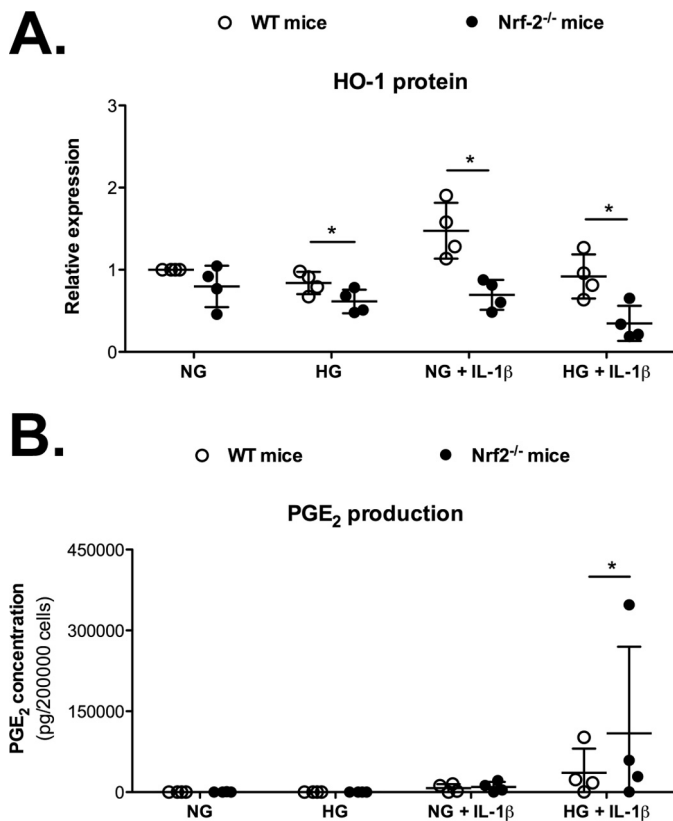 A.
WT mice Nrf-2-/- mice
HO-1 protein
Relative expression
3
2
1
0
* * *
NG HG NG + IL-1β HG + IL-1β
B.
WT mice Nrf2-/- mice
PGE2 production
PGE2 concentration
(pg/200000 cells)
450000
300000
150000
0
*
NG HG NG + IL-1β HG + IL-1β